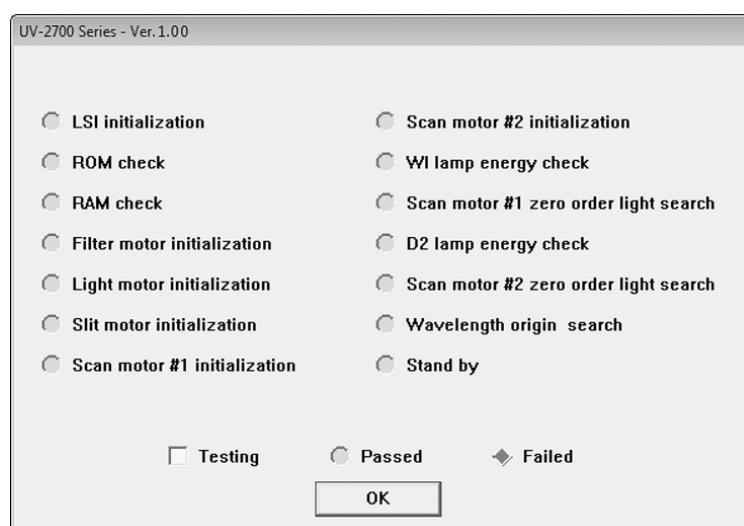 UV-2700 Series - Ver.1.00
LSI initialization
ROM check
RAM check
Filter motor initialization
Light motor initialization
Slit motor initialization
Scan motor #1 initialization
Scan motor #2 initialization
WI lamp energy check
Scan motor #1 zero order light search
D2 lamp energy check
Scan motor #2 zero order light search
Wavelength origin search
Stand by
Testing Passed Failed
OK